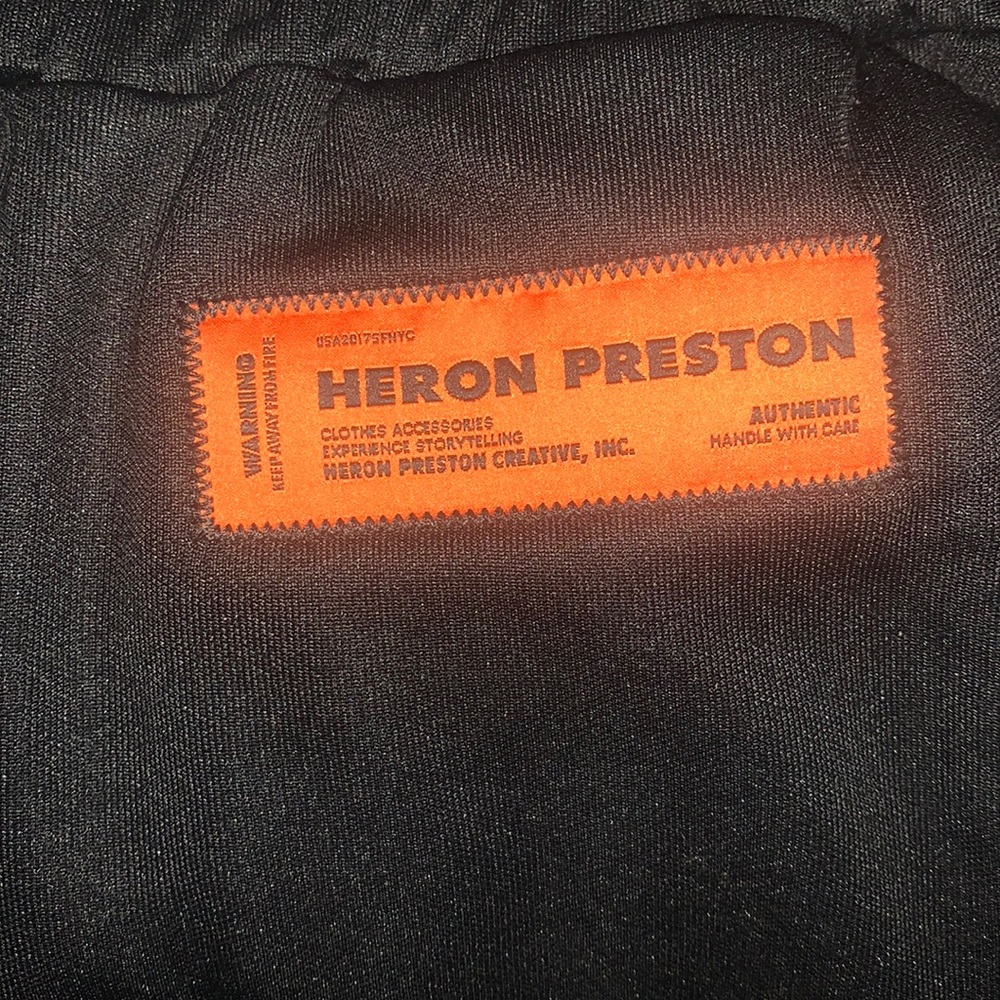 WARNING
KEEP AWAY FROM FIRE
USA2017SFNYC
HERON PRESTON
CLOTHES ACCESSORIES
EXPERIENCE STORYTELLING
HERON PRESTON CREATIVE, INC.
AUTHENTIC
HANDLE WITH CARE